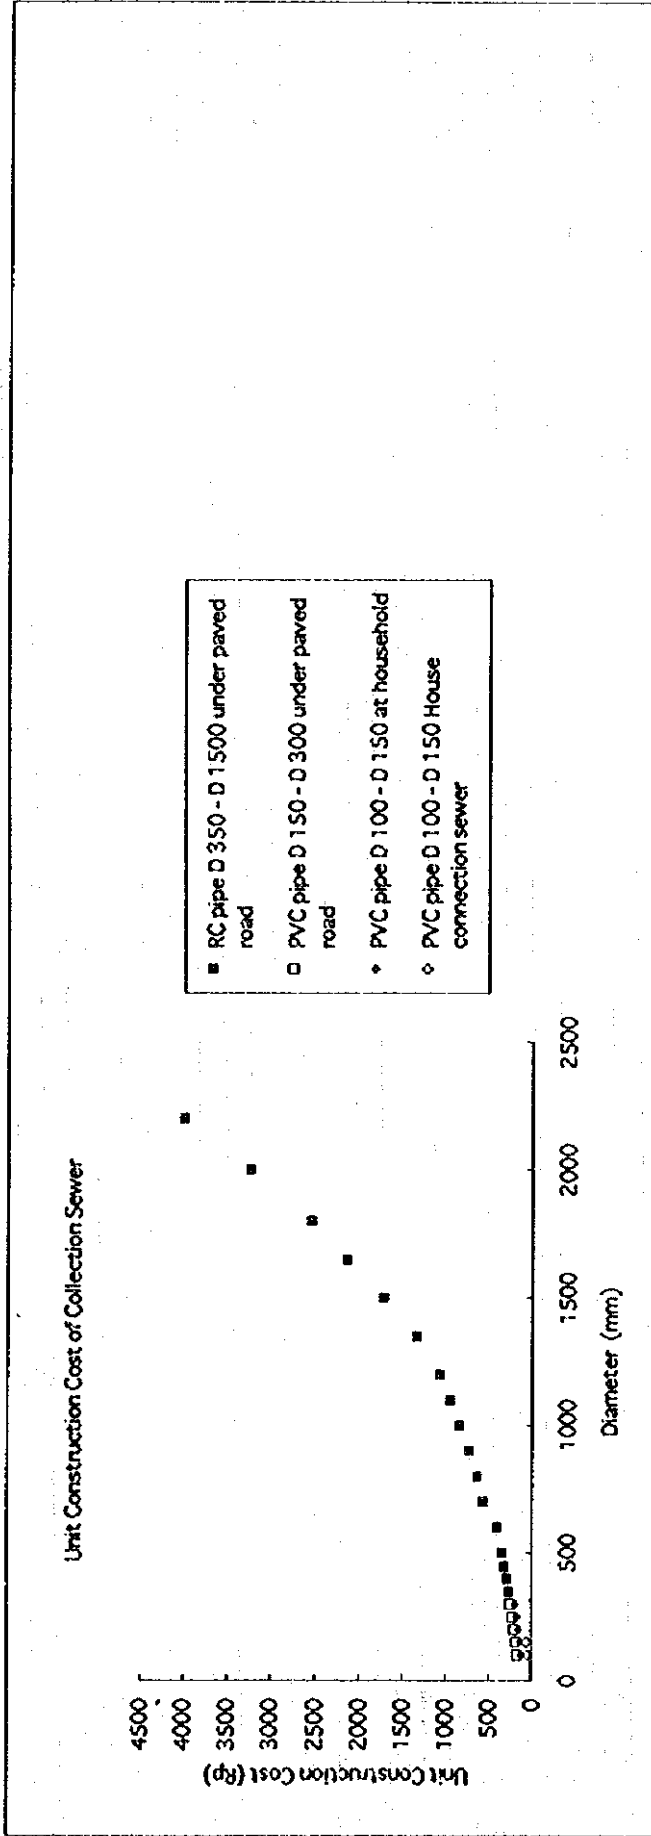 Unit Construction Cost of Collection Sewer
Unit Construction Cost (Rp)
4500
4000
3500
3000
2500
2000
1500
1000
500
0
0
500
1000
1500
2000
2500
Diameter (mm)
RC pipe D 350 - D 1500 under paved
road
PVC pipe D 150 - D 300 under paved
road
PVC pipe D 100 - D 150 at household
PVC pipe D 100 - D 150 House
connection sewer